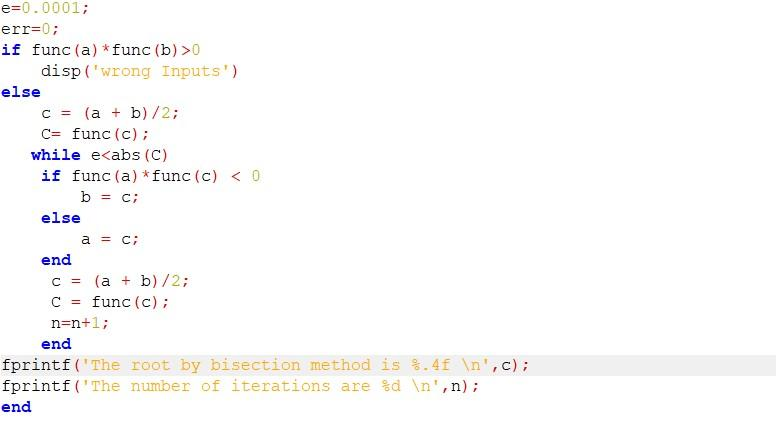 e=0.0001;
err=0;
if func(a)*func(b)>0
    disp('wrong Inputs')
else
    c = (a + b)/2;
    C= func(c);
   while e<abs(C)
    if func(a)*func(c) < 0
        b = c;
    else
        a = c;
    end
     c = (a + b)/2;
     C = func(c);
     n=n+1;
    end
fprintf('The root by bisection method is %.4f \n',c);
fprintf('The number of iterations are %d \n',n);
end